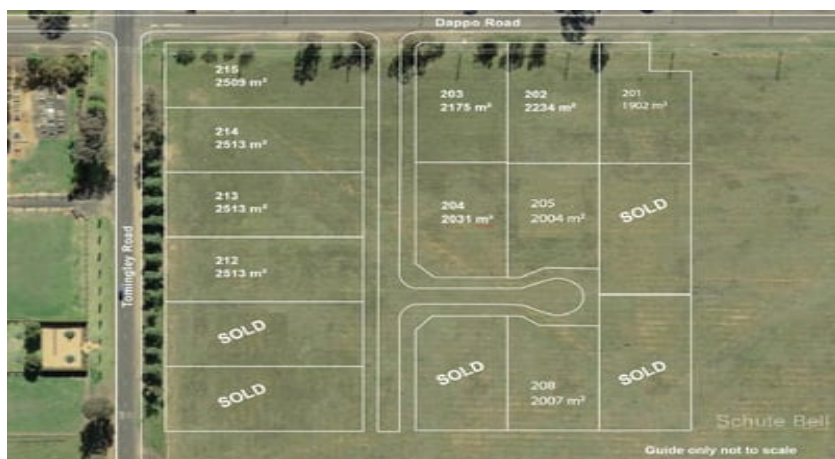 Dappo Road
215
2509 m²
203
2175 m²
202
2234 m²
201
1902 m²
214
2513 m²
213
2513 m²
204
2031 m²
205
2004 m²
SOLD
Tomingley Road
212
2513 m²
SOLD
SOLD
SOLD
208
2007 m²
SOLD
Schute Bell
Guide only not to scale